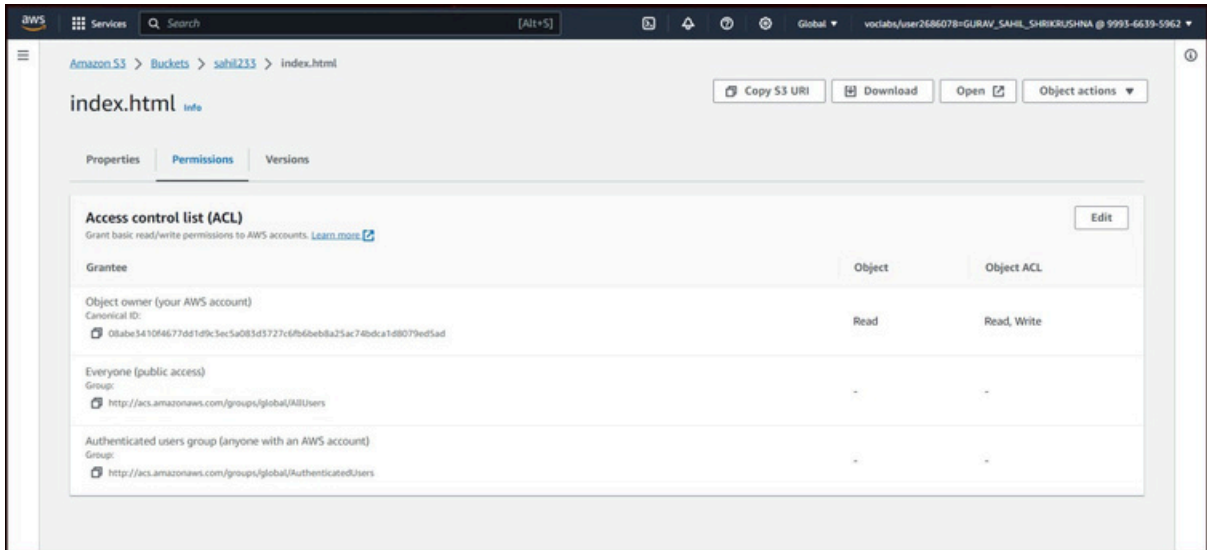 aws Services Search [Alt+S] Global ▼ voclabs/user2686078=GURAV_SAHIL_SHRIKRUSHNA @ 9993-6639-5962 ▼
Amazon S3 > Buckets > sahil233 > index.html
index.html Info
Copy S3 URI Download Open Object actions ▼
Properties Permissions Versions
Access control list (ACL)
Edit
Grant basic read/write permissions to AWS accounts. Learn more
Grantee Object Object ACL
Object owner (your AWS account)
Canonical ID:
Read Read, Write
Everyone (public access)
Group:
http://acs.amazonaws.com/groups/global/AllUsers
- -
Authenticated users group (anyone with an AWS account)
Group:
http://acs.amazonaws.com/groups/global/AuthenticatedUsers
- -